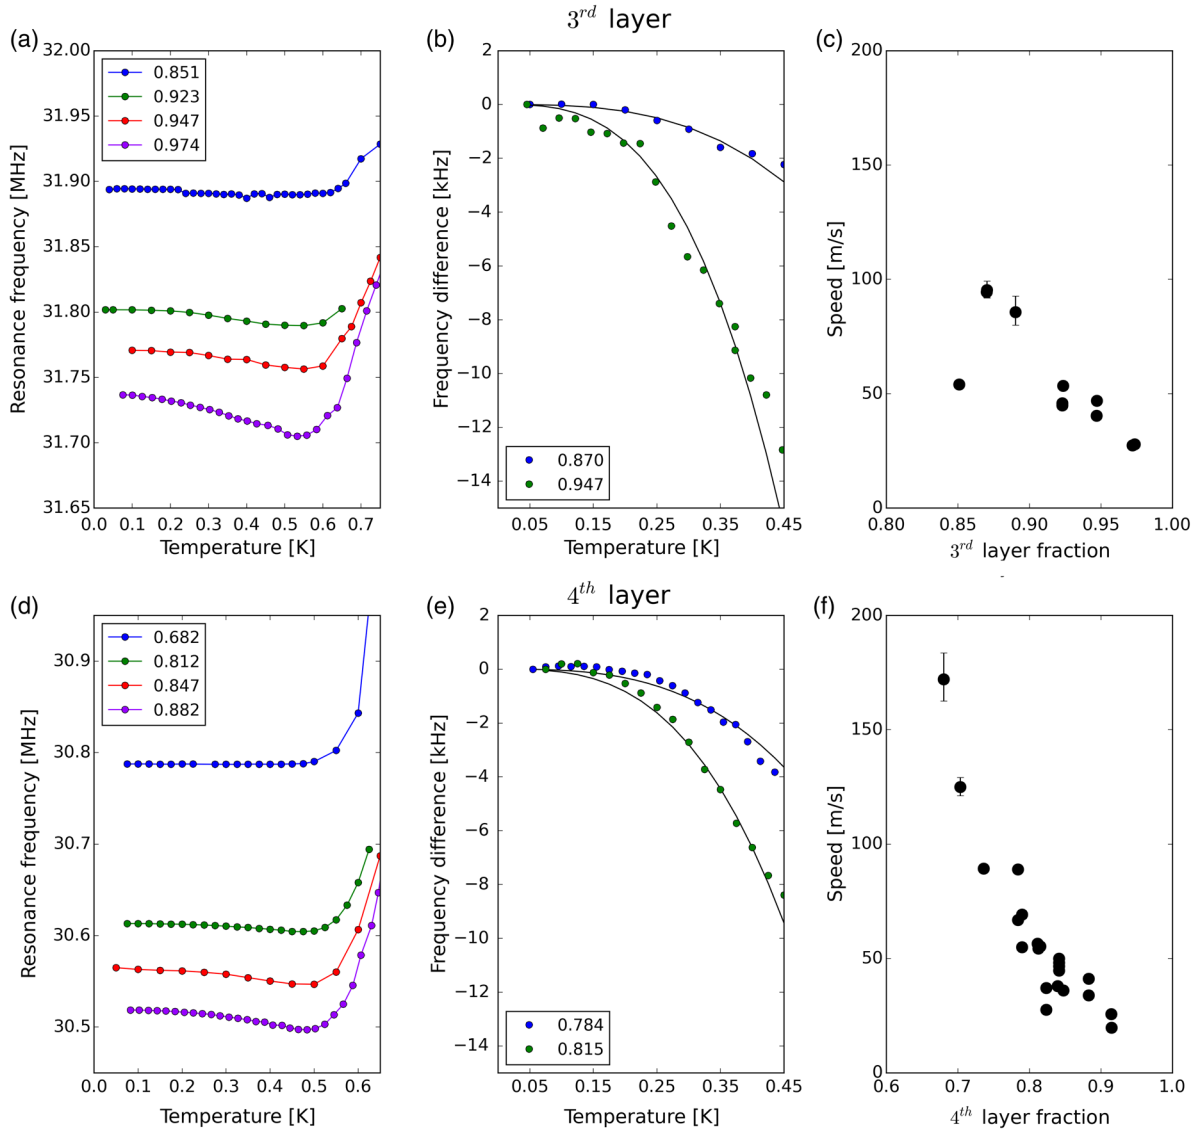 3rd layer
(a)
32.00
31.95
31.90
31.85
31.80
31.75
31.70
31.65
Resonance frequency [MHz]
0.851
0.923
0.947
0.974
0.0 0.1 0.2 0.3 0.4 0.5 0.6 0.7
Temperature [K]
(b)
2
0
−2
−4
−6
−8
−10
−12
−14
Frequency difference [kHz]
0.870
0.947
0.05 0.15 0.25 0.35 0.45
Temperature [K]
(c)
200
150
100
50
0
Speed [m/s]
0.80 0.85 0.90 0.95 1.00
3rd layer fraction
4th layer
(d)
30.9
30.8
30.7
30.6
30.5
Resonance frequency [MHz]
0.682
0.812
0.847
0.882
0.0 0.1 0.2 0.3 0.4 0.5 0.6
Temperature [K]
(e)
2
0
−2
−4
−6
−8
−10
−12
−14
Frequency difference [kHz]
0.784
0.815
0.05 0.15 0.25 0.35 0.45
Temperature [K]
(f)
200
150
100
50
0
Speed [m/s]
0.6 0.7 0.8 0.9 1.0
4th layer fraction